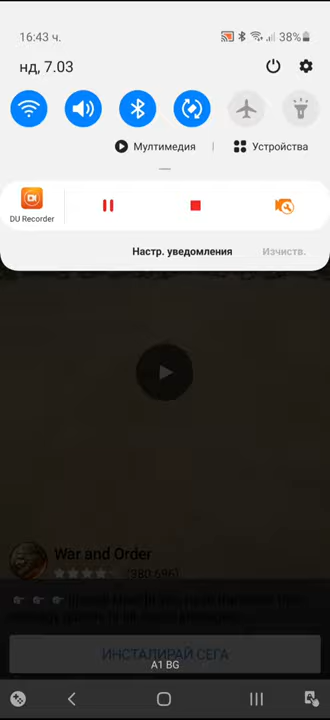 16:43 ч.
38%
нд, 7.03
Мултимедия
Устройства
DU Recorder
Настр. уведомления
Изчиств.
War and Order
(380,696)
ИНСТАЛИРАЙ СЕГА
A1 BG